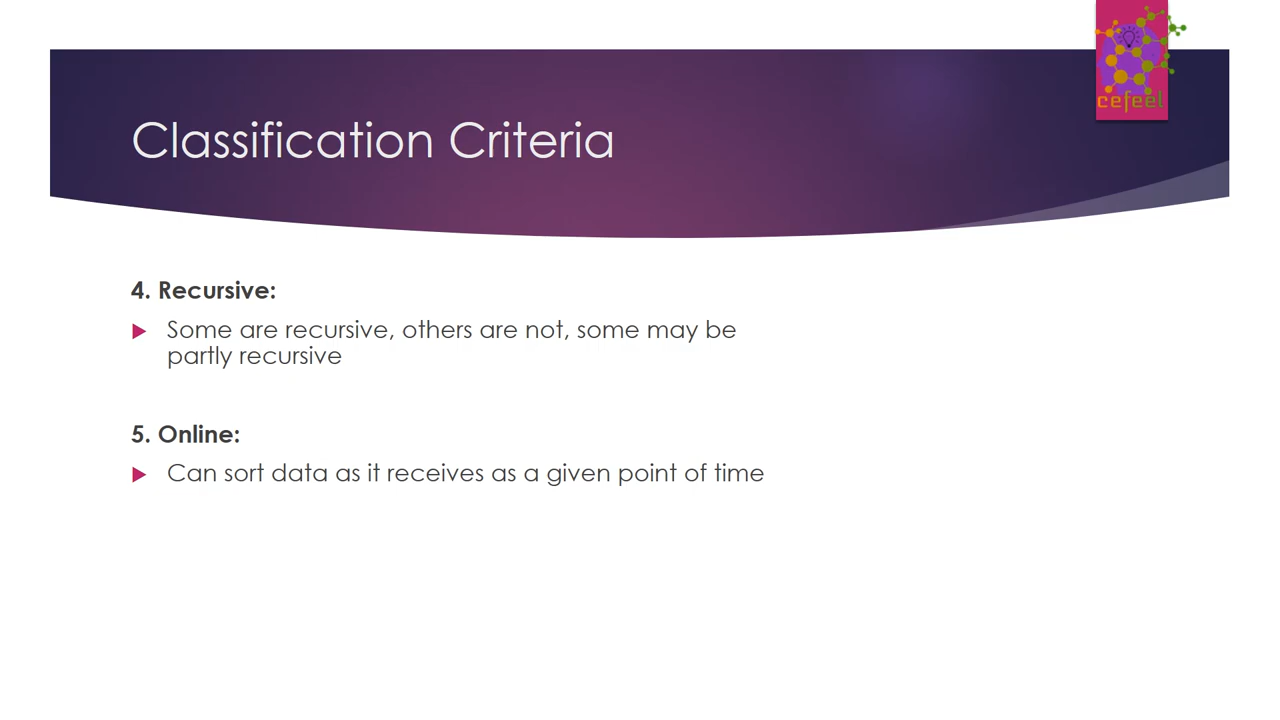 cefeel
Classification Criteria
4. Recursive:
Some are recursive, others are not, some may be
partly recursive
5. Online:
Can sort data as it receives as a given point of time